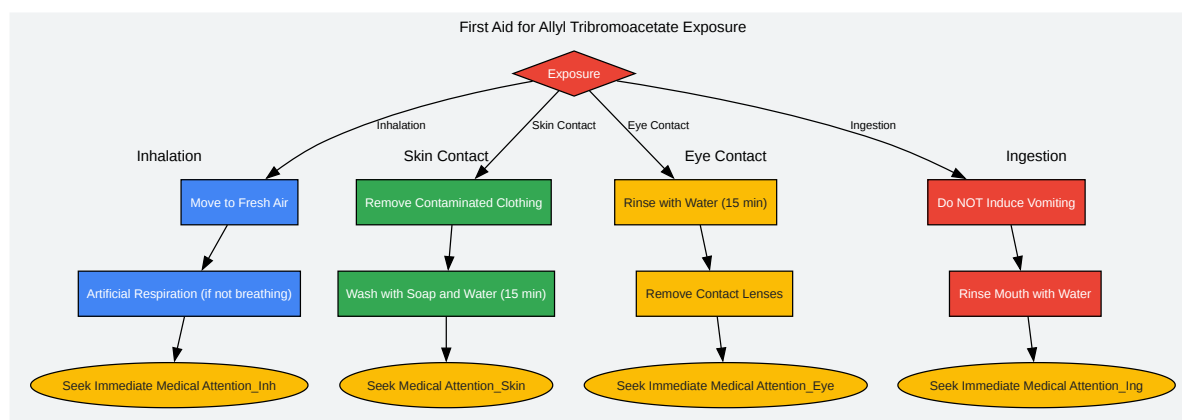 First Aid for Allyl Tribromoacetate Exposure
Exposure
Inhalation
Skin Contact
Eye Contact
Ingestion
Inhalation
Skin Contact
Eye Contact
Ingestion
Move to Fresh Air
Remove Contaminated Clothing
Rinse with Water (15 min)
Do NOT Induce Vomiting
Artificial Respiration (if not breathing)
Wash with Soap and Water (15 min)
Remove Contact Lenses
Rinse Mouth with Water
Seek Immediate Medical Attention_Inh
Seek Medical Attention_Skin
Seek Immediate Medical Attention_Eye
Seek Immediate Medical Attention_Ing